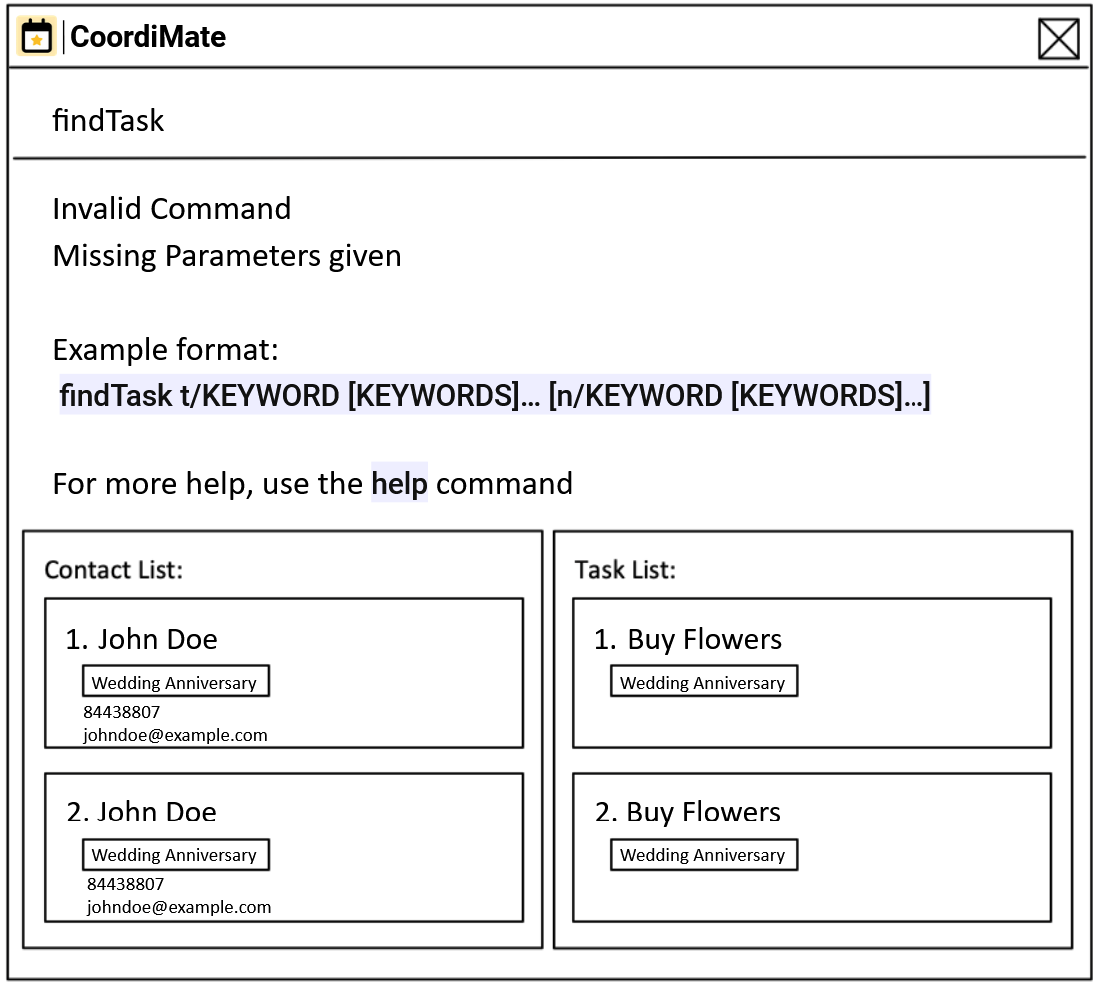 CoordiMate
findTask
Invalid Command
Missing Parameters given
Example format:
findTask t/KEYWORD [KEYWORDS]... [n/KEYWORD [KEYWORDS]...]
For more help, use the help command
Contact List:
1. John Doe
Wedding Anniversary
84438807
johndoe@example.com
2. John Doe
Wedding Anniversary
84438807
johndoe@example.com
Task List:
1. Buy Flowers
Wedding Anniversary
2. Buy Flowers
Wedding Anniversary